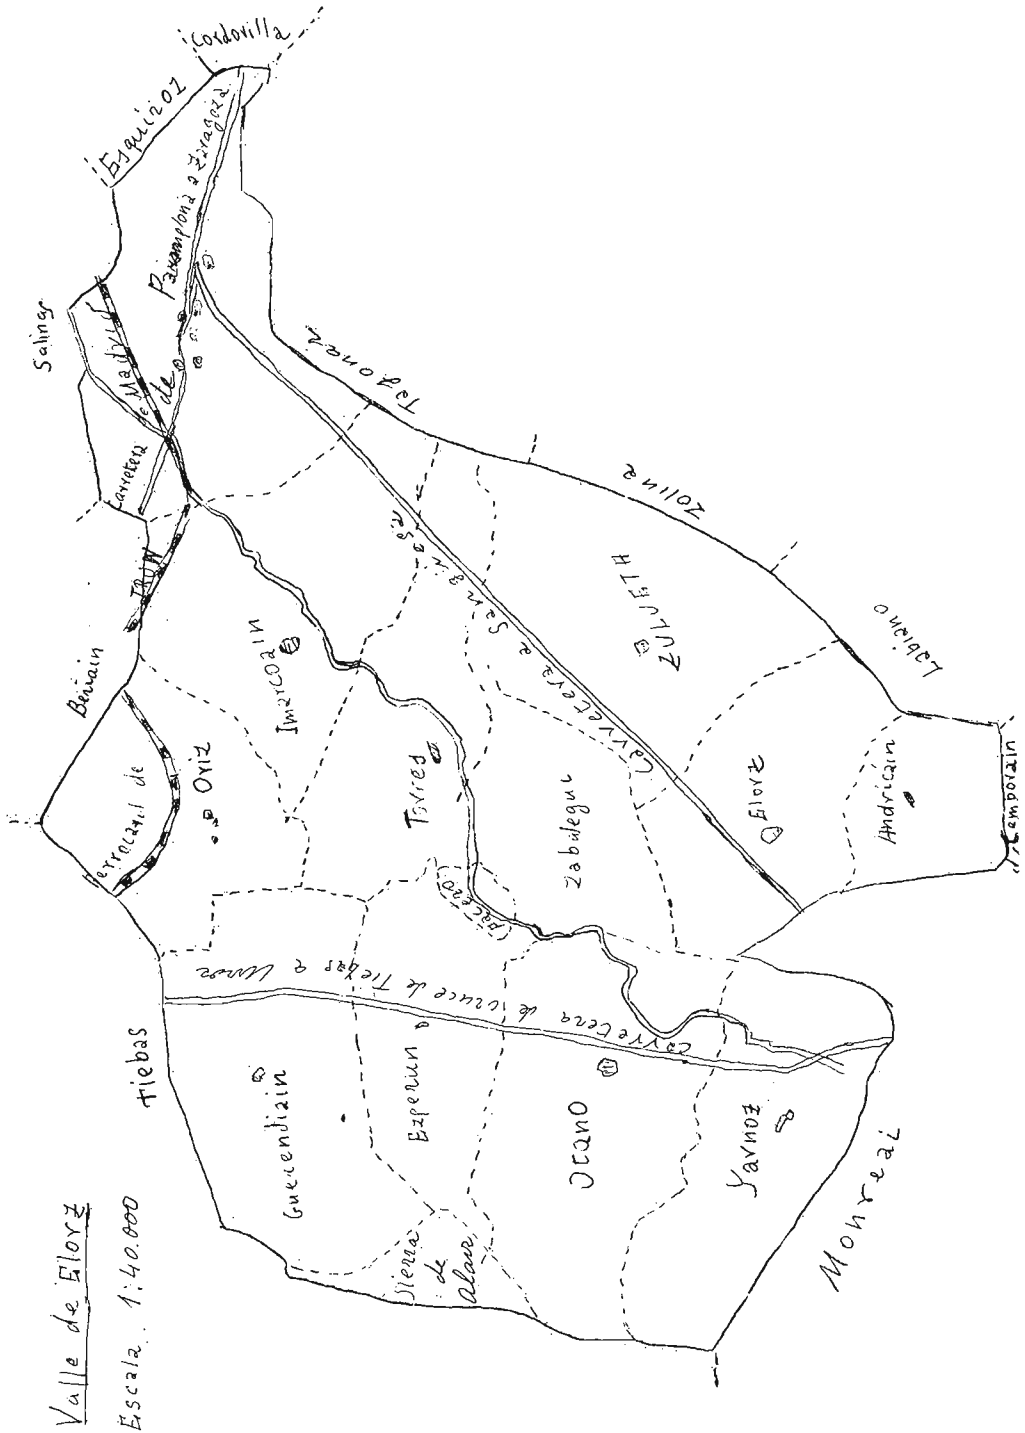 Valle de Elorz
Escala. 1:40.000
Cordovilla
Esquiroz
Salinas
Carretera de Madrid
de Pamplona a Zaragoza
Tajonar
Zolina
Labiano
Zemborain
Monreal
Tiebas
Beriain
Ferrocarril de
IRUN
Oriz
Imarcoain
Torres
Zabalegui
ZULUETA
Elorz
Andricain
Carretera a Sangüesa
carretera de cruce de Tiebas a Urroz
Guerendiain
Ezperun
Otano
Yarnoz
Sierra
de
Alaiz